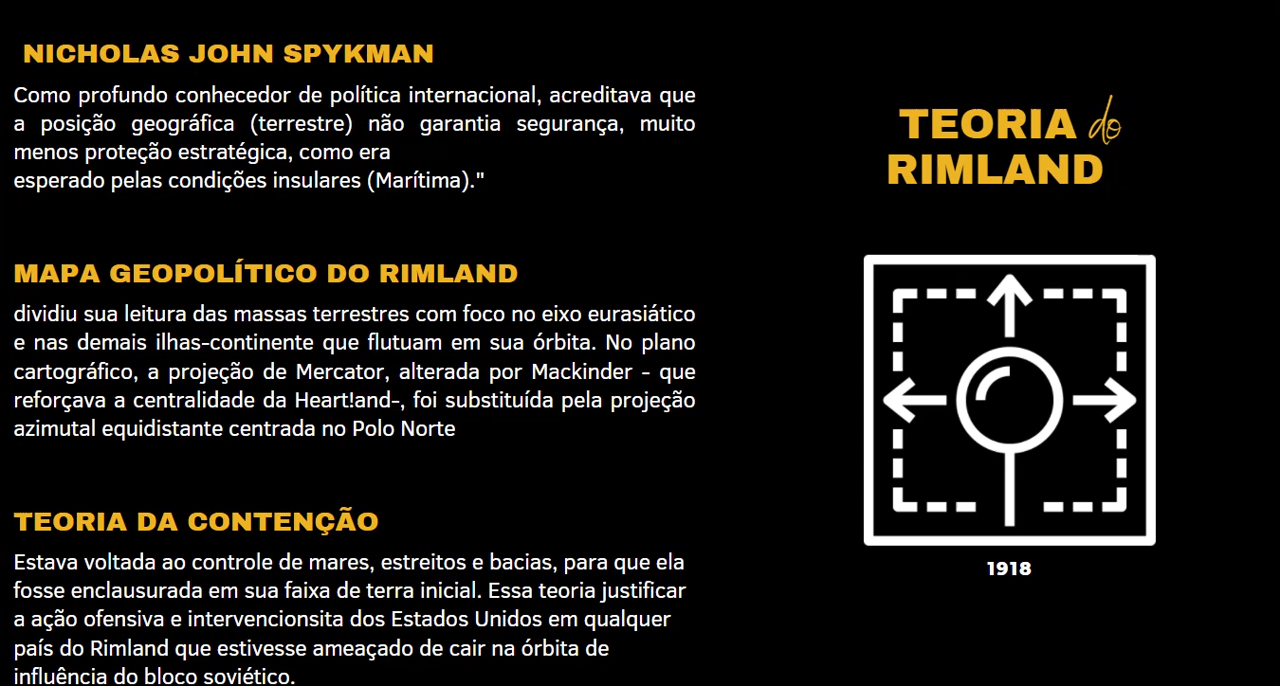 NICHOLAS JOHN SPYKMAN
Como profundo conhecedor de política internacional, acreditava que
a posição geográfica (terrestre) não garantia segurança, muito
menos proteção estratégica, como era
esperado pelas condições insulares (Marítima)."
MAPA GEOPOLÍTICO DO RIMLAND
dividiu sua leitura das massas terrestres com foco no eixo eurasiático
e nas demais ilhas-continente que flutuam em sua órbita. No plano
cartográfico, a projeção de Mercator, alterada por Mackinder - que
reforçava a centralidade da Heart!and-, foi substituída pela projeção
azimutal equidistante centrada no Polo Norte
TEORIA DA CONTENÇÃO
Estava voltada ao controle de mares, estreitos e bacias, para que ela
fosse enclausurada em sua faixa de terra inicial. Essa teoria justificar
a ação ofensiva e intervencionsita dos Estados Unidos em qualquer
país do Rimland que estivesse ameaçado de cair na órbita de
influência do bloco soviético.
TEORIA do
RIMLAND
1918